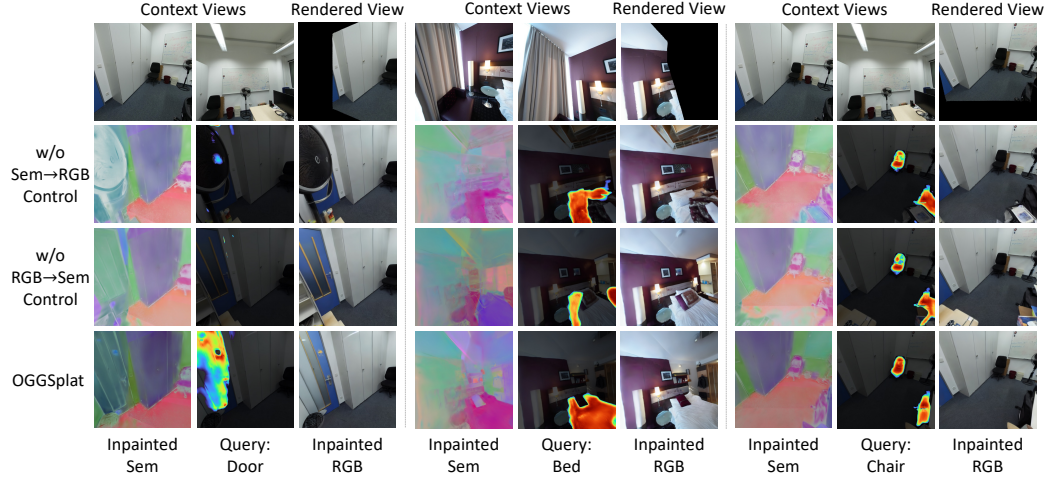 Context Views Rendered View Context Views Rendered View Context Views Rendered View
w/o
Sem→RGB
Control
w/o
RGB→Sem
Control
OGGSplat
Inpainted Query: Inpainted Inpainted Query: Inpainted Inpainted Query: Inpainted
Sem Door RGB Sem Bed RGB Sem Chair RGB